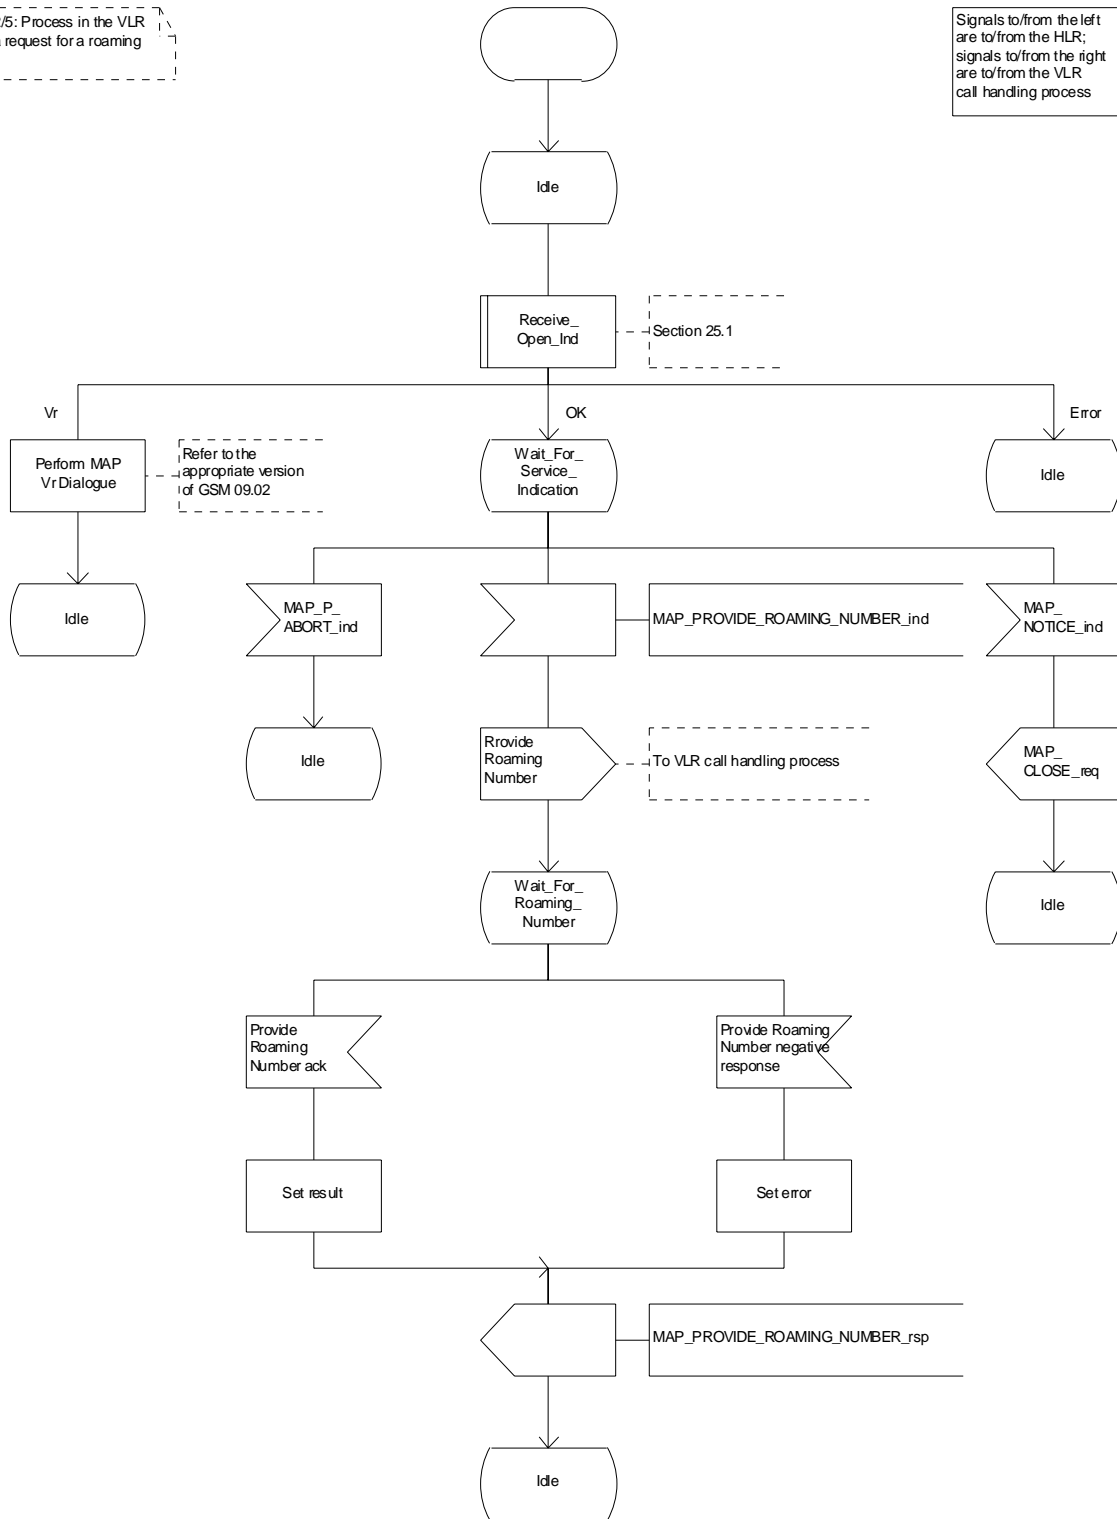 /5: Process in the VLR
request for a roaming
Signals to/from the left
are to/from the HLR;
signals to/from the right
are to/from the VLR
call handling process
Idle
Receive_
Open_Ind
Section 25.1
Vr
OK
Error
Perform MAP
Vr Dialogue
Refer to the
appropriate version
of GSM 09.02
Wait_For_
Service_
Indication
Idle
Idle
MAP_P_
ABORT_ind
MAP_PROVIDE_ROAMING_NUMBER_ind
MAP_
NOTICE_ind
Idle
Rrovide
Roaming
Number
To VLR call handling process
MAP_
CLOSE_req
Wait_For_
Roaming_
Number
Idle
Provide
Roaming
Number ack
Provide Roaming
Number negative
response
Set result
Set error
MAP_PROVIDE_ROAMING_NUMBER_rsp
Idle